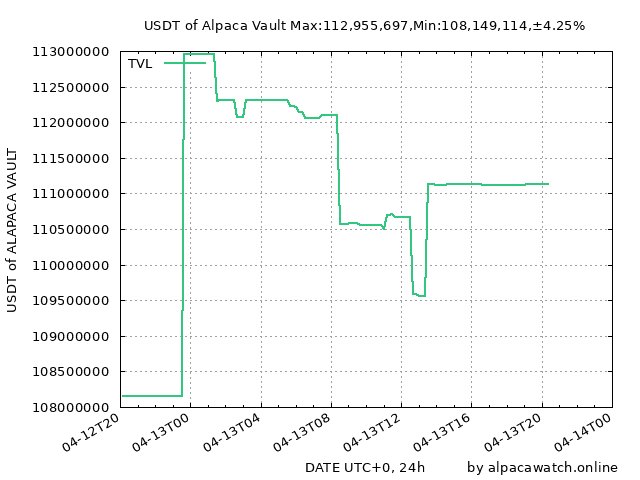 USDT of Alpaca Vault Max:112,955,697,Min:108,149,114,±4.25%
113000000
TVL
112500000
112000000
111500000
111000000
110500000
110000000
109500000
109000000
108500000
108000000
USDT of ALAPACA VAULT
04-12T20
04-13T00
04-13T04
04-13T08
04-13T12
04-13T16
04-13T20
04-14T00
DATE UTC+0, 24h
by alpacawatch.online